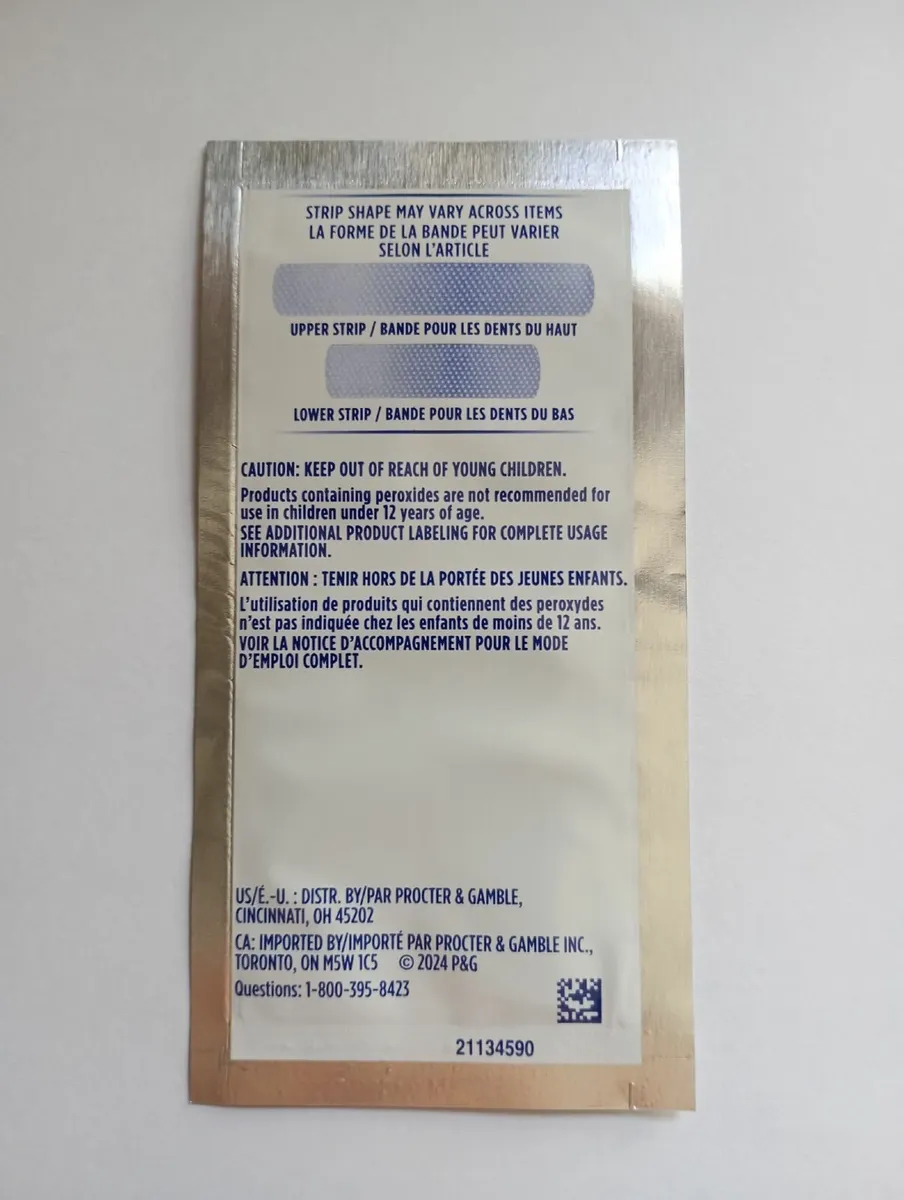 STRIP SHAPE MAY VARY ACROSS ITEMS
LA FORME DE LA BANDE PEUT VARIER
SELON L'ARTICLE
UPPER STRIP / BANDE POUR LES DENTS DU HAUT
LOWER STRIP / BANDE POUR LES DENTS DU BAS
CAUTION: KEEP OUT OF REACH OF YOUNG CHILDREN.
Products containing peroxides are not recommended for
use in children under 12 years of age.
SEE ADDITIONAL PRODUCT LABELING FOR COMPLETE USAGE
INFORMATION.
ATTENTION : TENIR HORS DE LA PORTÉE DES JEUNES ENFANTS.
L'utilisation de produits qui contiennent des peroxydes
n'est pas indiquée chez les enfants de moins de 12 ans.
VOIR LA NOTICE D'ACCOMPAGNEMENT POUR LE MODE
D'EMPLOI COMPLET.
US/É.-U. : DISTR. BY/PAR PROCTER & GAMBLE,
CINCINNATI, OH 45202
CA: IMPORTED BY/IMPORTÉ PAR PROCTER & GAMBLE INC.,
TORONTO, ON M5W 1C5 © 2024 P&G
Questions: 1-800-395-8423
21134590